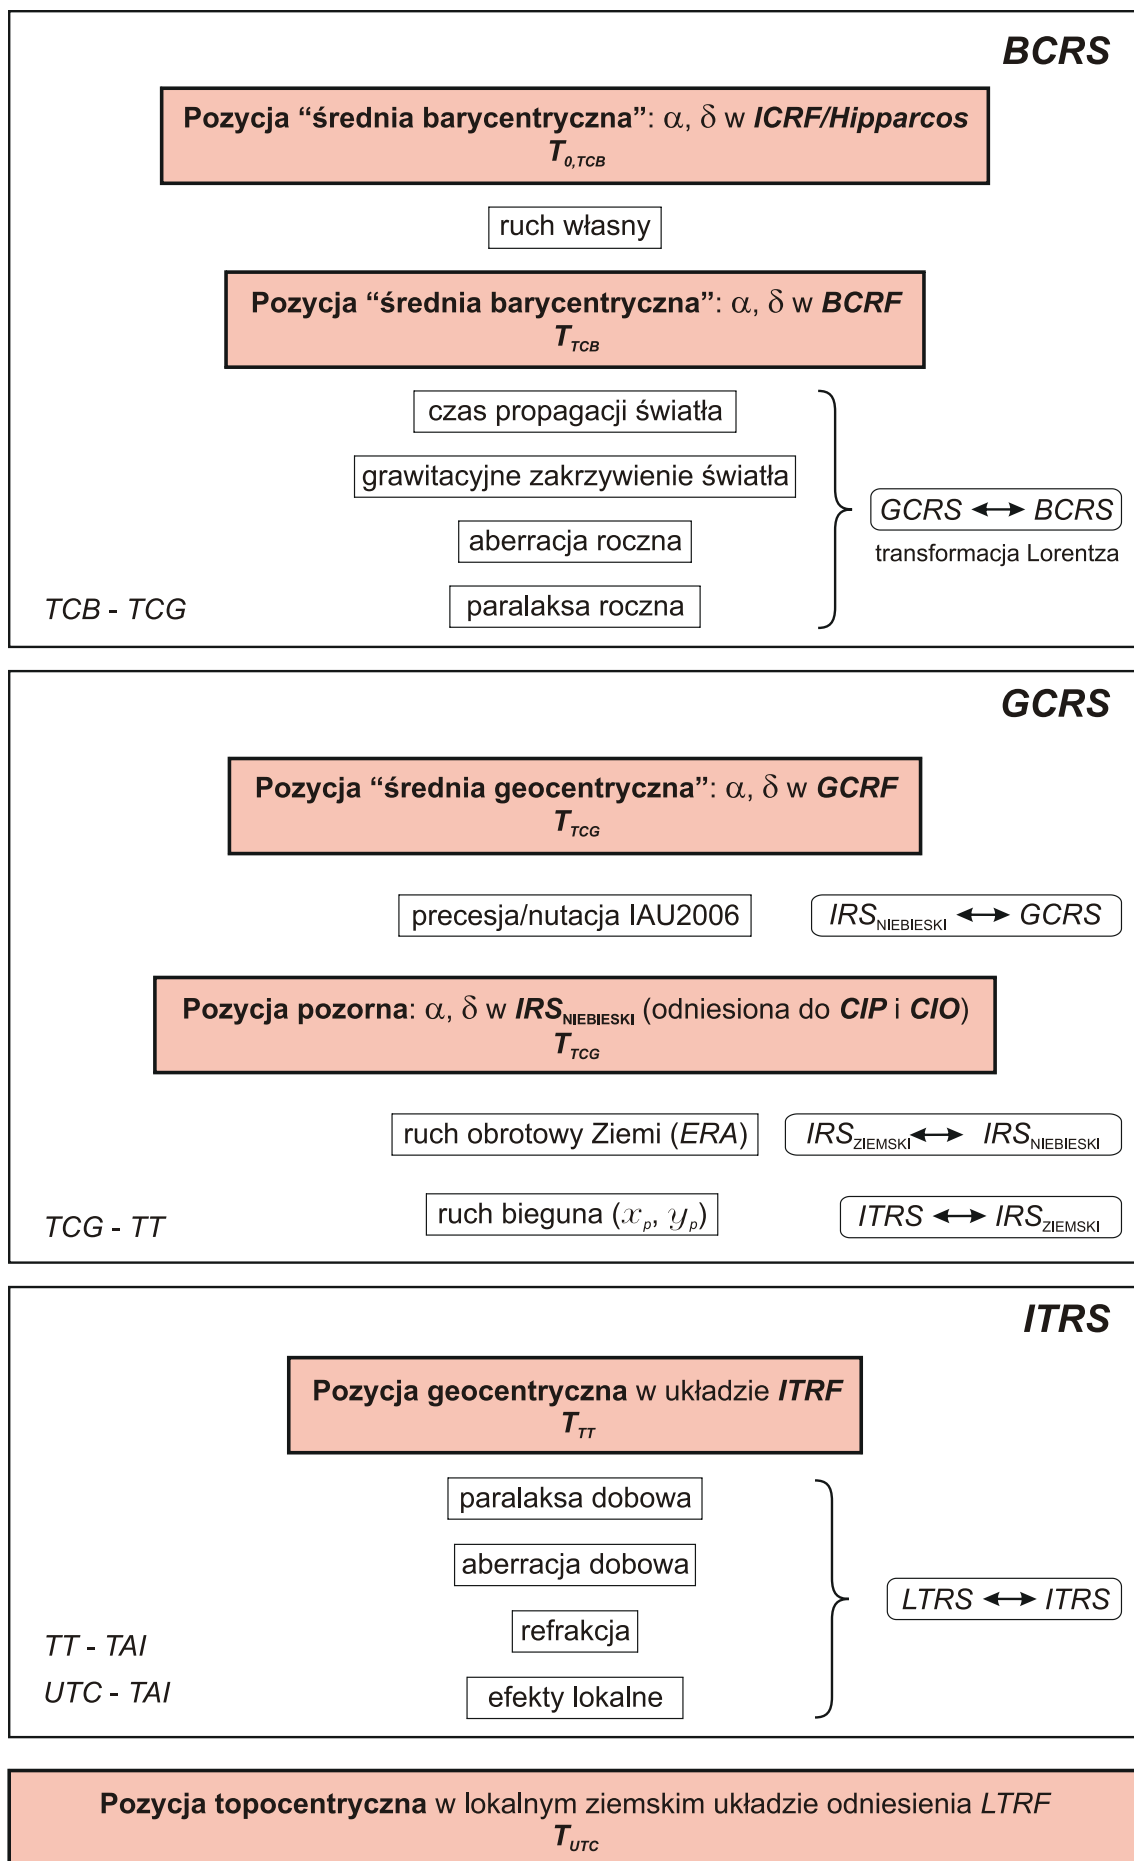 BCRS
Pozycja “średnia barycentryczna”: α, δ w ICRF/Hipparcos
T0,TCB
ruch własny
Pozycja “średnia barycentryczna”: α, δ w BCRF
TTCB
czas propagacji światła
grawitacyjne zakrzywienie światła
GCRS ↔ BCRS
aberracja roczna
transformacja Lorentza
TCB - TCG
paralaksa roczna
GCRS
Pozycja “średnia geocentryczna”: α, δ w GCRF
TTCG
precesja/nutacja IAU2006
IRSNIEBIESKI ↔ GCRS
Pozycja pozorna: α, δ w IRSNIEBIESKI (odniesiona do CIP i CIO)
TTCG
ruch obrotowy Ziemi (ERA)
IRSZIEMSKI ↔ IRSNIEBIESKI
TCG - TT
ruch bieguna (xp, yp)
ITRS ↔ IRSZIEMSKI
ITRS
Pozycja geocentryczna w układzie ITRF
TTT
paralaksa dobowa
aberracja dobowa
LTRS ↔ ITRS
refrakcja
TT - TAI
UTC - TAI
efekty lokalne
Pozycja topocentryczna w lokalnym ziemskim układzie odniesienia LTRF
TUTC